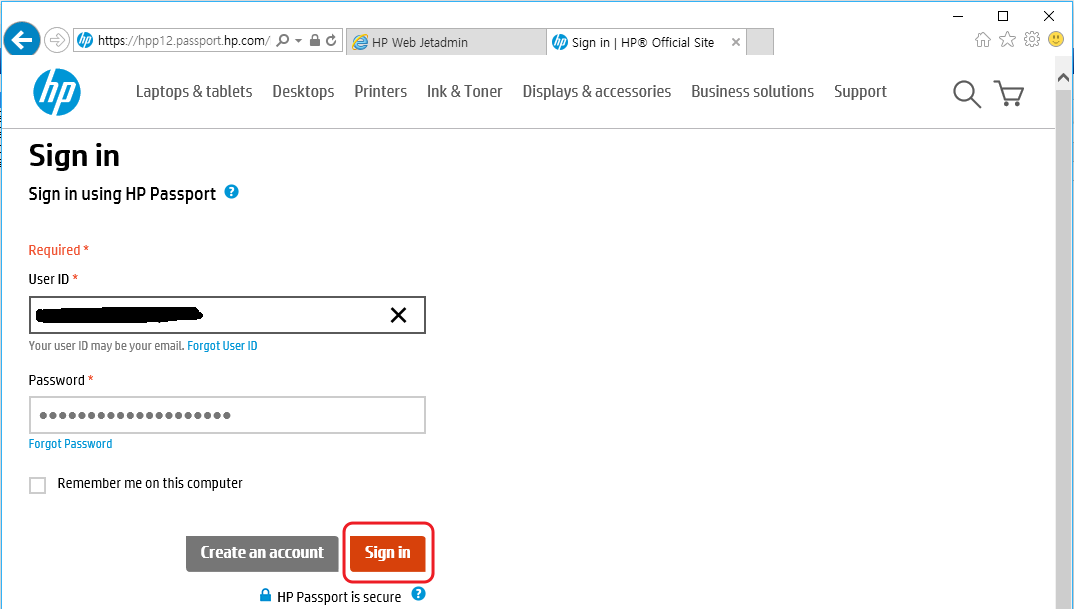 https://hpp12.passport.hp.com/
HP Web Jetadmin
Sign in | HP® Official Site
hp
Laptops & tablets
Desktops
Printers
Ink & Toner
Displays & accessories
Business solutions
Support
Sign in
Sign in using HP Passport ?
Required *
User ID *
Your user ID may be your email. Forgot User ID
Password *
Forgot Password
Remember me on this computer
Create an account
Sign in
HP Passport is secure ?